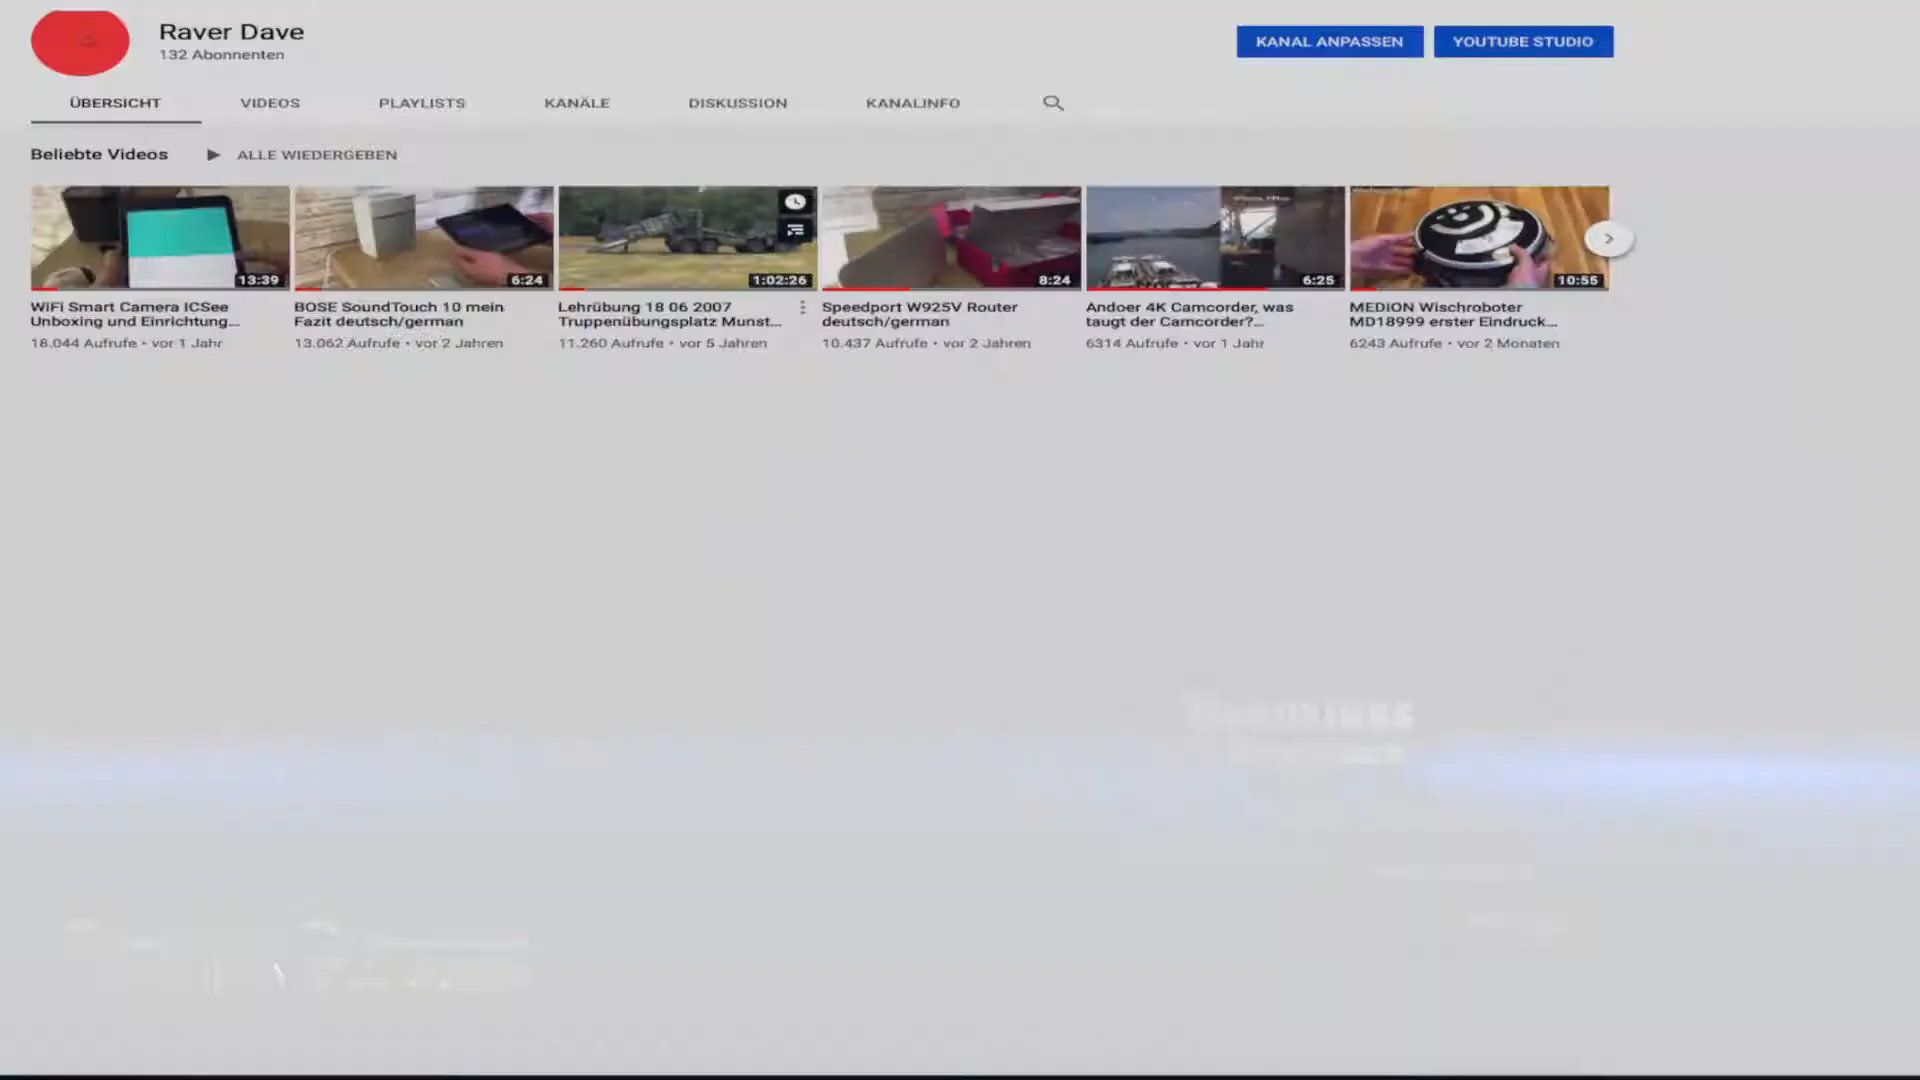 Raver Dave
132 Abonnenten
KANAL ANPASSEN
YOUTUBE STUDIO
ÜBERSICHT
VIDEOS
PLAYLISTS
KANÄLE
DISKUSSION
KANALINFO
Beliebte Videos
ALLE WIEDERGEBEN
13:39
WiFi Smart Camera ICSee
Unboxing und Einrichtung...
18.044 Aufrufe • vor 1 Jahr
6:24
BOSE SoundTouch 10 mein
Fazit deutsch/german
13.062 Aufrufe • vor 2 Jahren
1:02:26
Lehrübung 18 06 2007
Truppenübungsplatz Munst...
11.260 Aufrufe • vor 5 Jahren
8:24
Speedport W925V Router
deutsch/german
10.437 Aufrufe • vor 2 Jahren
6:25
Andoer 4K Camcorder, was
taugt der Camcorder?...
6314 Aufrufe • vor 1 Jahr
10:55
MEDION Wischroboter
MD18999 erster Eindruck...
6243 Aufrufe • vor 2 Monaten